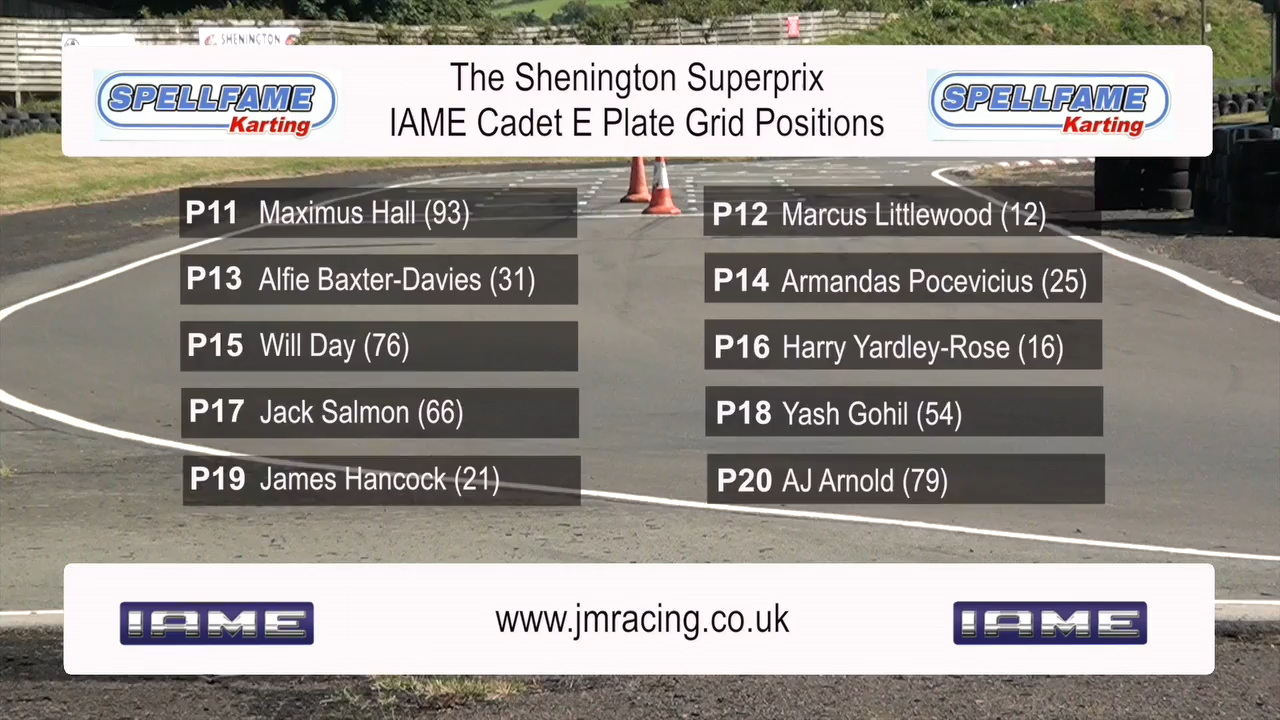 SHENINGTON
The Shenington Superprix
IAME Cadet E Plate Grid Positions
SPELLFAME
Karting
SPELLFAME
Karting
P11 Maximus Hall (93)
P12 Marcus Littlewood (12)
P13 Alfie Baxter-Davies (31)
P14 Armandas Pocevicius (25)
P15 Will Day (76)
P16 Harry Yardley-Rose (16)
P17 Jack Salmon (66)
P18 Yash Gohil (54)
P19 James Hancock (21)
P20 AJ Arnold (79)
IAME
www.jmracing.co.uk
IAME